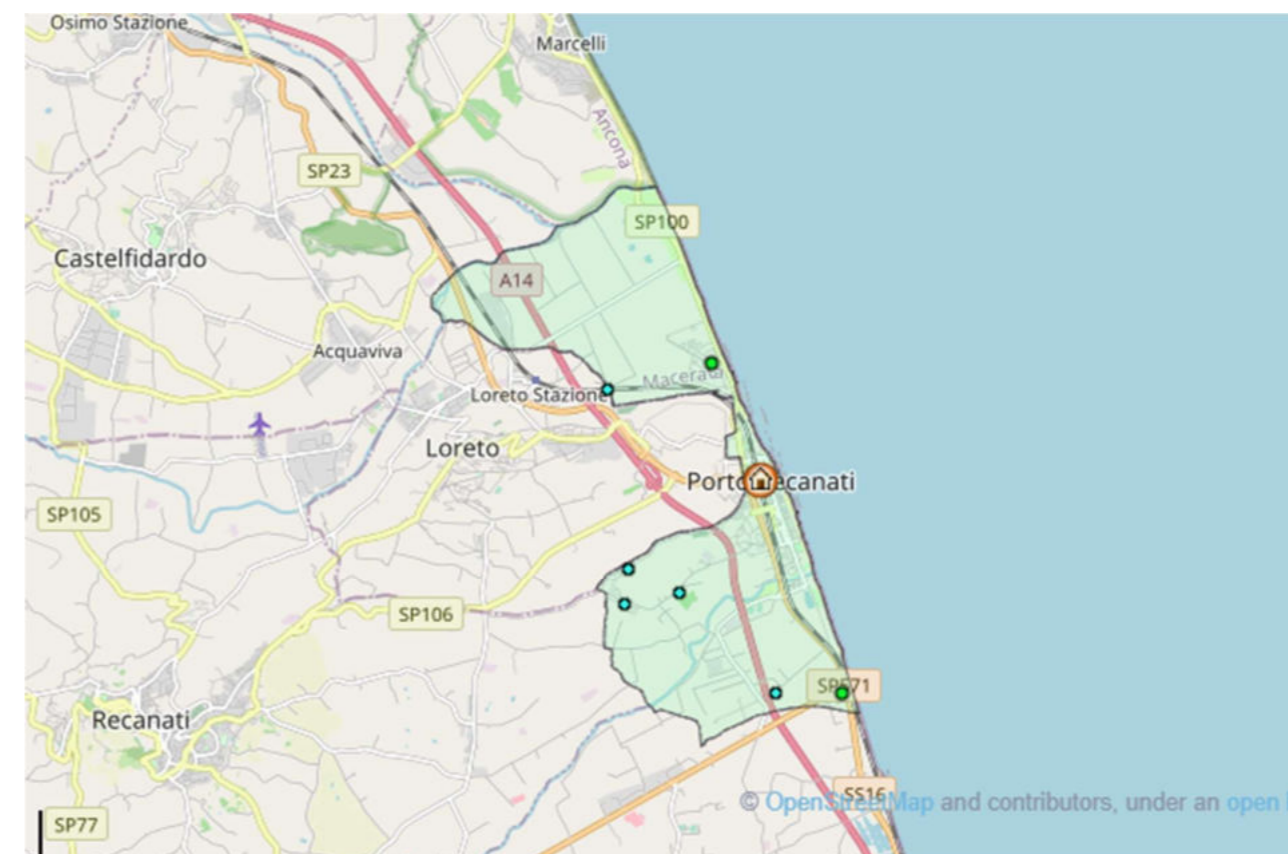 Osimo Stazione
Marcelli
Ancona
SP23
SP100
Castelfidardo
A14
Acquaviva
Macerata
Loreto Stazione
Loreto
Porto Recanati
SP105
SP106
SP571
Recanati
SS16
© OpenStreetMap and contributors, under an open
SP77